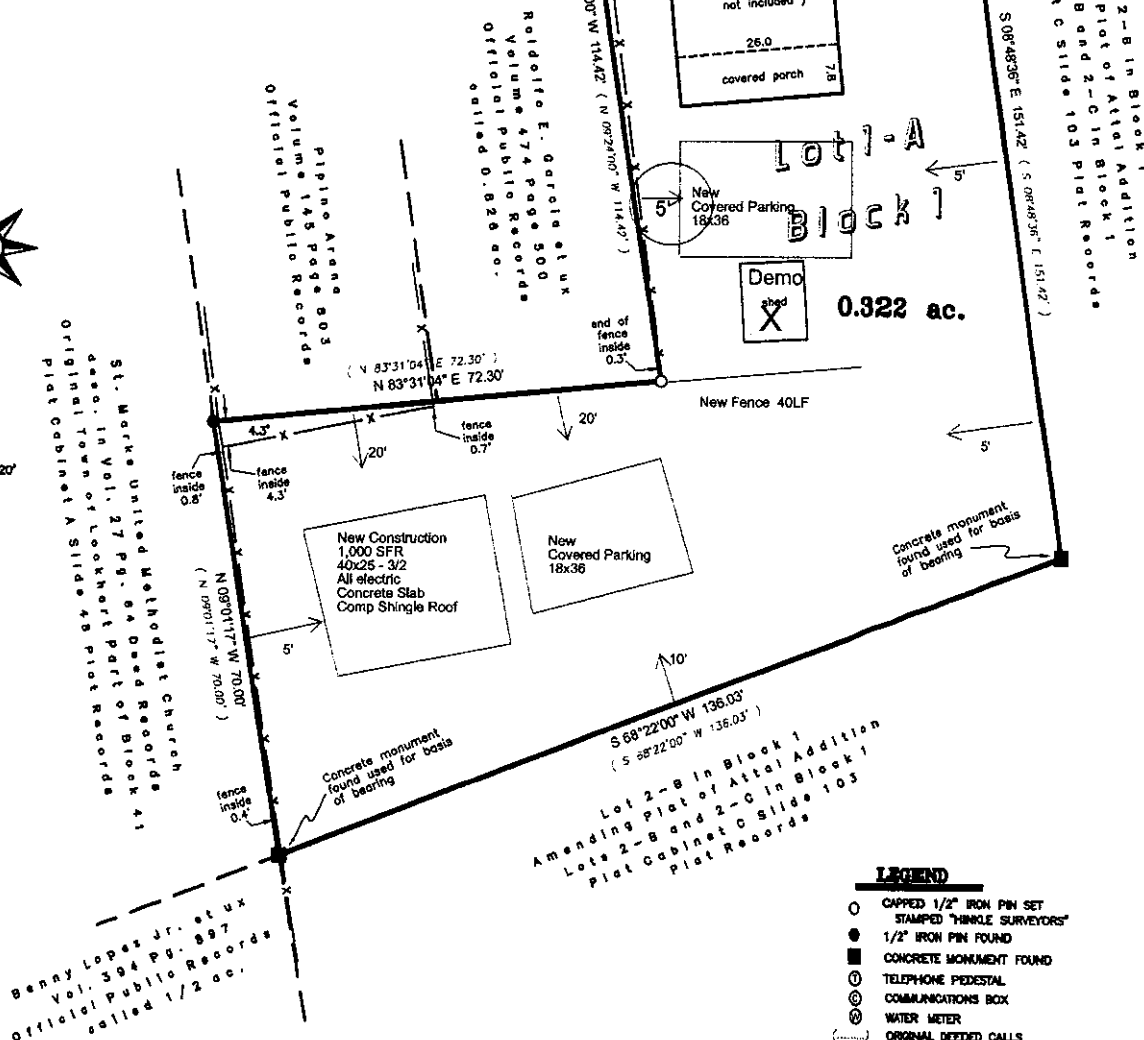 not included )
26.0
covered porch
7.8
00" W 114.42'
( N 09°24'00" W 114.42' )
S 08°48'36" E 151.42'
( S 08°48'36" E 151.42' )
2-B in Block 1
Plat of Attal Addition
B and 2-C in Block 1
t C Slide 103 Plat Records
Lot 1-A
Block 1
5'
5'
New
Covered Parking
18x36
Demo
shed
X
0.322 ac.
Volume 474 Page 500
Official Public Records
called 0.828 ac.
Volume 145 Page 803
Official Public Records
end of
fence
inside
0.3'
( N 83°31'04" E 72.30' )
N 83°31'04" E 72.30'
New Fence 40LF
4.3'
20'
20'
fence
inside
0.7'
5'
20'
fence
inside
0.8'
fence
inside
4.3'
St. Marks United Methodist Church
desc. in Vol. 27 Pg. 64 Deed Records
Original Town of Lockhart Part of Block 41
Plat Cabinet A Slide 48 Plat Records
N 09°01'17" W 70.00'
( N 09°01'17" W 70.00' )
5'
New Construction
1,000 SFR
40x25 - 3/2
All electric
Concrete Slab
Comp Shingle Roof
New
Covered Parking
18x36
Concrete monument
found used for basis
of bearing
10'
S 68°22'00" W 136.03'
( S 68°22'00" W 136.03' )
Concrete monument
found used for basis
of bearing
fence
inside
0.4'
Lot 2-B in Block 1
Amending Plat of Attal Addition
Lots 2-B and 2-C in Block 1
Plat Cabinet C Slide 103
Plat Records
Benny Lopez Jr. et ux
Vol. 394 Pg. 897
Official Public Records
called 1/2 ac.
LEGEND
CAPPED 1/2" IRON PIN SET
STAMPED "HINKLE SURVEYORS"
1/2" IRON PIN FOUND
CONCRETE MONUMENT FOUND
T TELEPHONE PEDESTAL
C COMMUNICATIONS BOX
W WATER METER
(.......) ORIGINAL DEEDED CALLS